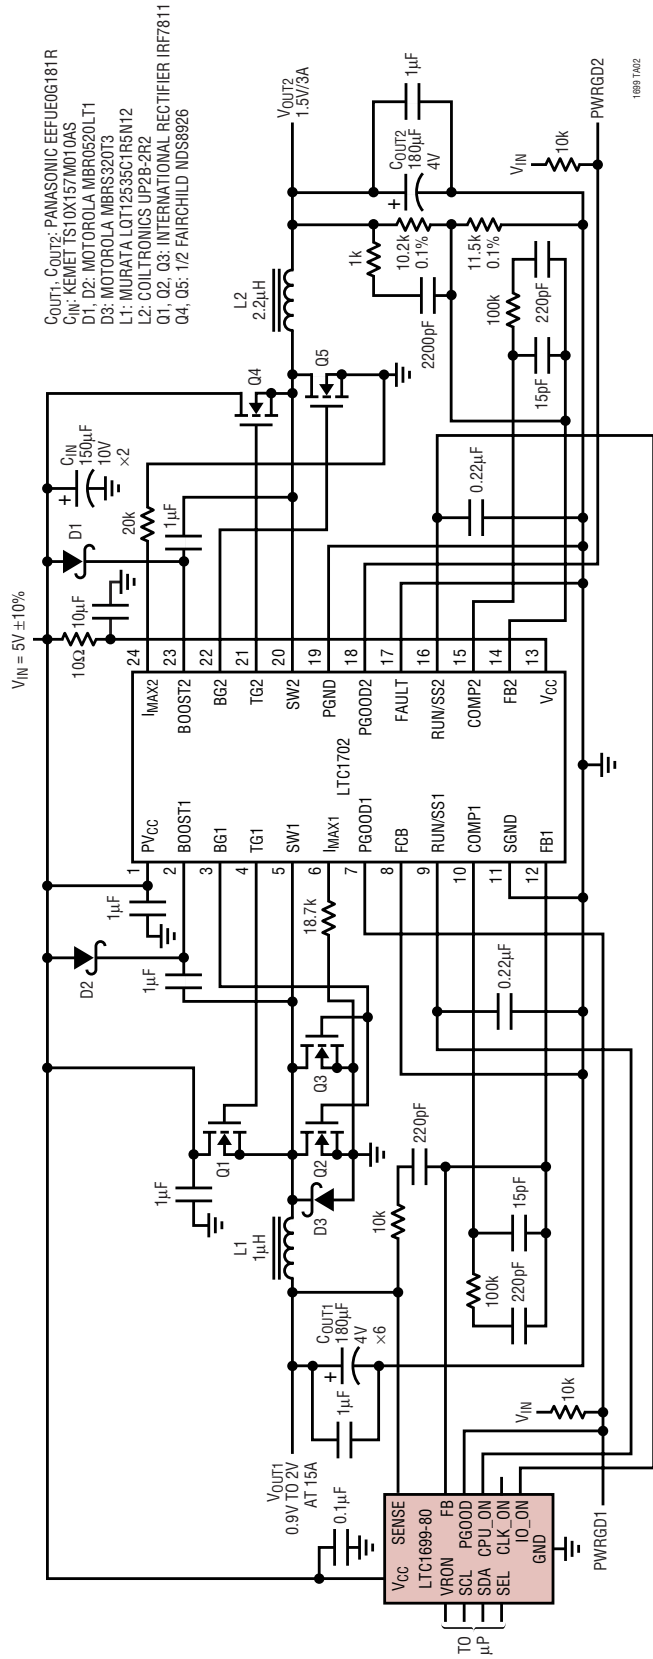 COUT1, COUT2: PANASONIC EEFUE0G181R
CIN: KEMET TS10X157M010AS
D1, D2: MOTOROLA MBR0520LT1
D3: MOTOROLA MBRS320T3
L1: MURATA LQT12535C1R5N12
L2: COILTRONICS UP2B-2R2
Q1, Q2, Q3: INTERNATIONAL RECTIFIER IRF7811
Q4, Q5: 1/2 FAIRCHILD NDS8926
VIN = 5V ±10%
D2
1µF
1µF
1µF
10Ω
10µF
D1
CIN
150µF
10V
×2
+
20k
1µF
Q4
Q5
L2
2.2µH
VOUT2
1.5V/3A
1
PVCC
2
BOOST1
3
BG1
4
TG1
5
SW1
6
IMAX1
7
PGOOD1
8
FCB
9
RUN/SS1
10
COMP1
11
SGND
12
FB1
LTC1702
24
IMAX2
23
BOOST2
22
BG2
21
TG2
20
SW2
19
PGND
18
PGOOD2
17
FAULT
16
RUN/SS2
15
COMP2
14
FB2
13
VCC
Q1
Q2
Q3
D3
L1
1µH
18.7k
VOUT1
0.9V TO 2V
AT 15A
+
COUT1
180µF
4V
×6
1µF
0.1µF
10k
220pF
100k
15pF
220pF
0.22µF
0.22µF
1k
2200pF
10.2k
0.1%
11.5k
0.1%
+
COUT2
180µF
4V
1µF
100k
15pF
220pF
VIN
10k
PWRGD2
VCC
SENSE
LTC1699-80
VRON
FB
SCL
PGOOD
SDA
CPU_ON
SEL
CLK_ON
IO_ON
GND
TO
µP
VIN
10k
PWRGD1
1699 TA02